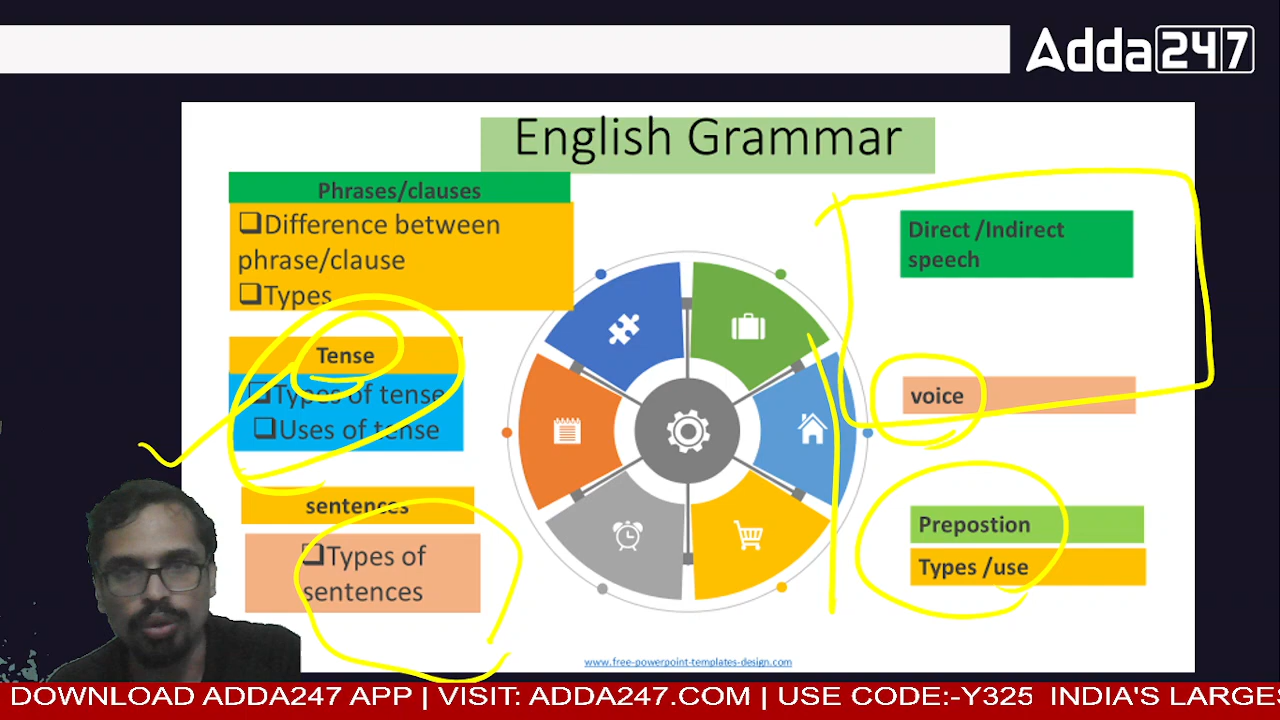 Adda247
English Grammar
Phrases/clauses
❑Difference between
phrase/clause
❑Types
Tense
❑Types of tense
❑Uses of tense
sentences
❑Types of
sentences
Direct /Indirect
speech
voice
Prepostion
Types /use
www.free-powerpoint-templates-design.com
DOWNLOAD ADDA247 APP | VISIT: ADDA247.COM | USE CODE:-Y325 INDIA'S LARGES